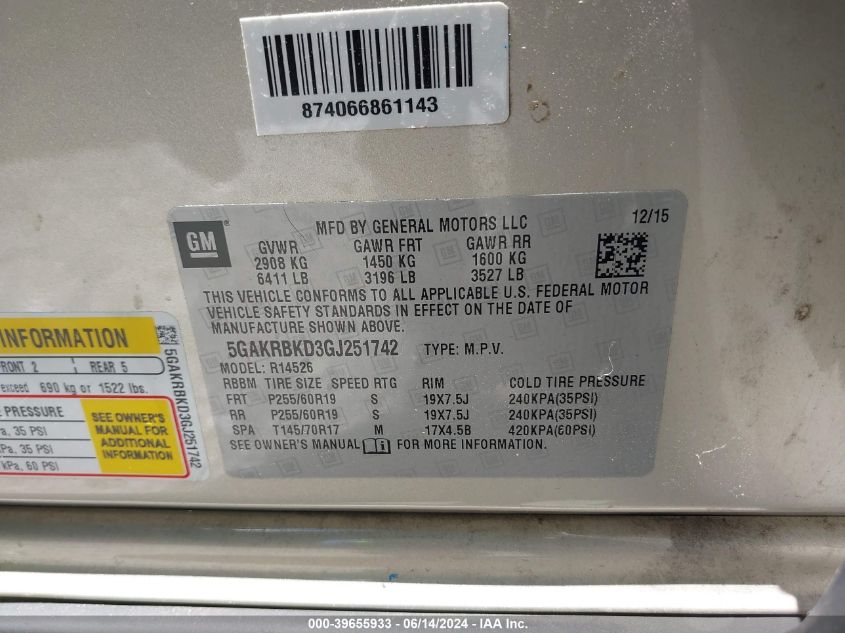 874066861143
GM
MFD BY GENERAL MOTORS LLC 12/15
GVWR GAWR FRT GAWR RR
2908 KG 1450 KG 1600 KG
6411 LB 3196 LB 3527 LB
THIS VEHICLE CONFORMS TO ALL APPLICABLE U.S. FEDERAL MOTOR
VEHICLE SAFETY STANDARDS IN EFFECT ON THE DATE OF
MANUFACTURE SHOWN ABOVE.
5GAKRBKD3GJ251742 TYPE: M.P.V.
MODEL: R14526
RBBM TIRE SIZE SPEED RTG RIM COLD TIRE PRESSURE
FRT P255/60R19 S 19X7.5J 240KPA(35PSI)
RR P255/60R19 S 19X7.5J 240KPA(35PSI)
SPA T145/70R17 M 17X4.5B 420KPA(60PSI)
SEE OWNER'S MANUAL FOR MORE INFORMATION.
INFORMATION
FRONT 2 REAR 5
exceed 690 kg or 1522 lbs.
PRESSURE
a, 35 PSI
Pa, 35 PSI
kPa, 60 PSI
SEE OWNER'S
MANUAL FOR
ADDITIONAL
INFORMATION
5GAKRBKD3GJ251742
000-39655933 - 06/14/2024 - IAA Inc.